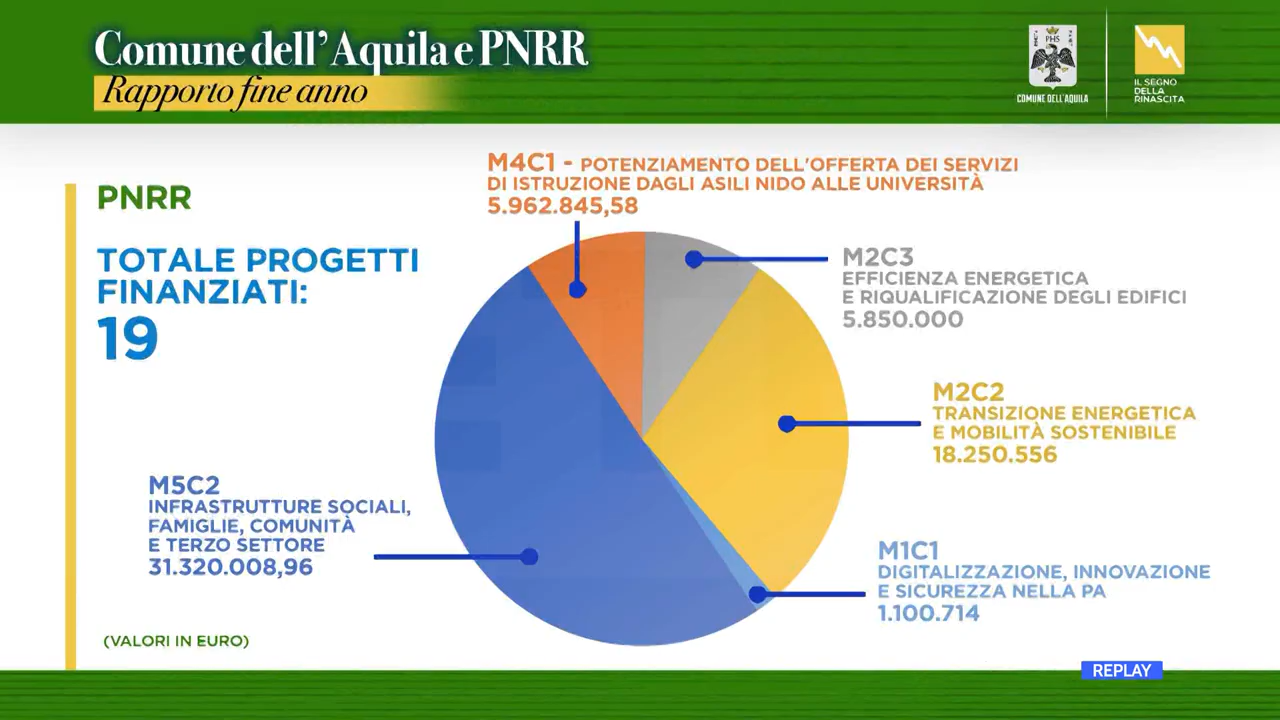 Comune dell'Aquila e PNRR
Rapporto fine anno
PHS
COMUNE DELL'AQUILA
IL SEGNO
DELLA
RINASCITA
PNRR
TOTALE PROGETTI
FINANZIATI:
19
M4C1 - POTENZIAMENTO DELL'OFFERTA DEI SERVIZI
DI ISTRUZIONE DAGLI ASILI NIDO ALLE UNIVERSITÀ
5.962.845,58
M2C3
EFFICIENZA ENERGETICA
E RIQUALIFICAZIONE DEGLI EDIFICI
5.850.000
M2C2
TRANSIZIONE ENERGETICA
E MOBILITÀ SOSTENIBILE
18.250.556
M5C2
INFRASTRUTTURE SOCIALI,
FAMIGLIE, COMUNITÀ
E TERZO SETTORE
31.320.008,96
M1C1
DIGITALIZZAZIONE, INNOVAZIONE
E SICUREZZA NELLA PA
1.100.714
(VALORI IN EURO)
REPLAY